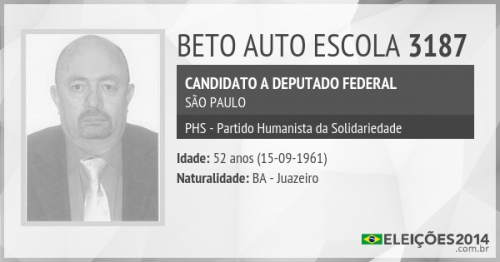 BETO AUTO ESCOLA 3187
CANDIDATO A DEPUTADO FEDERAL
SÃO PAULO
PHS - Partido Humanista da Solidariedade
Idade: 52 anos (15-09-1961)
Naturalidade: BA - Juazeiro
ELEIÇÕES2014
.com.br